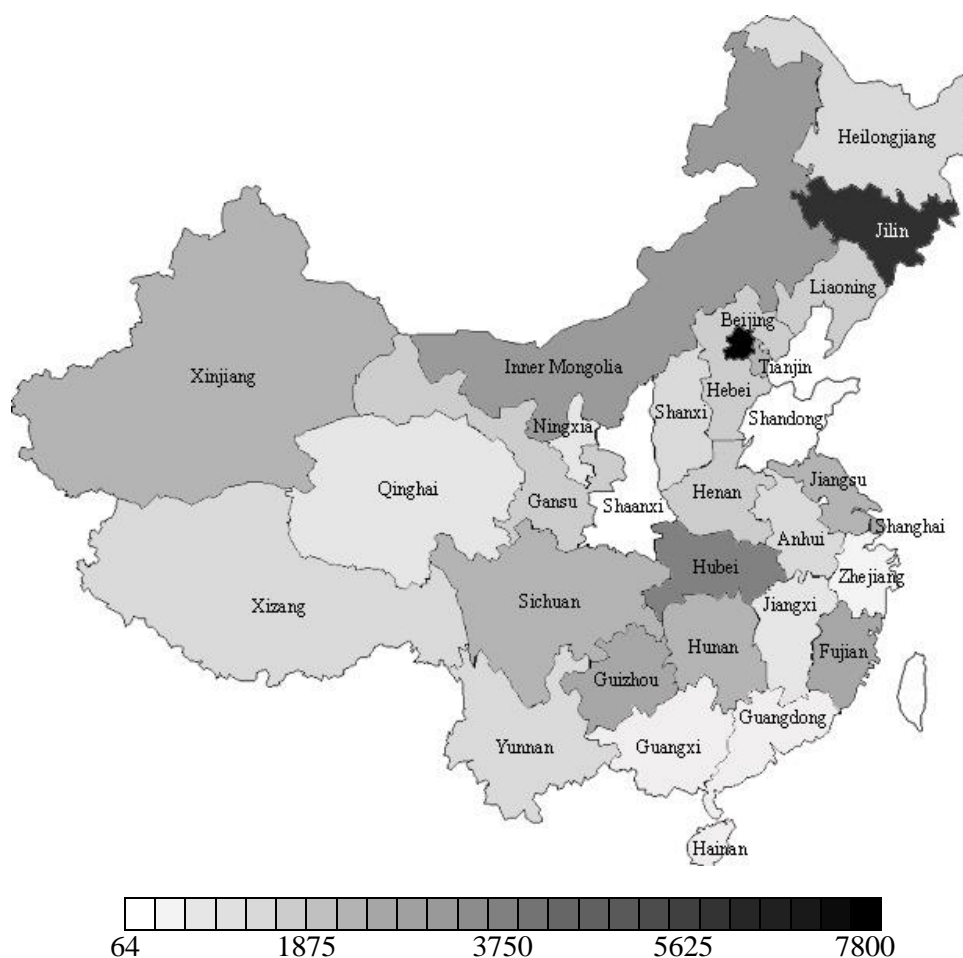 Heilongjiang
Jilin
Liaoning
Beijing
Tianjin
Inner Mongolia
Xinjiang
Hebei
Shanxi
Shandong
Ningxia
Qinghai
Gansu
Shaanxi
Henan
Jiangsu
Shanghai
Anhui
Hubei
Zhejiang
Xizang
Sichuan
Jiangxi
Hunan
Fujian
Guizhou
Guangdong
Yunnan
Guangxi
Hainan
64 1875 3750 5625 7800